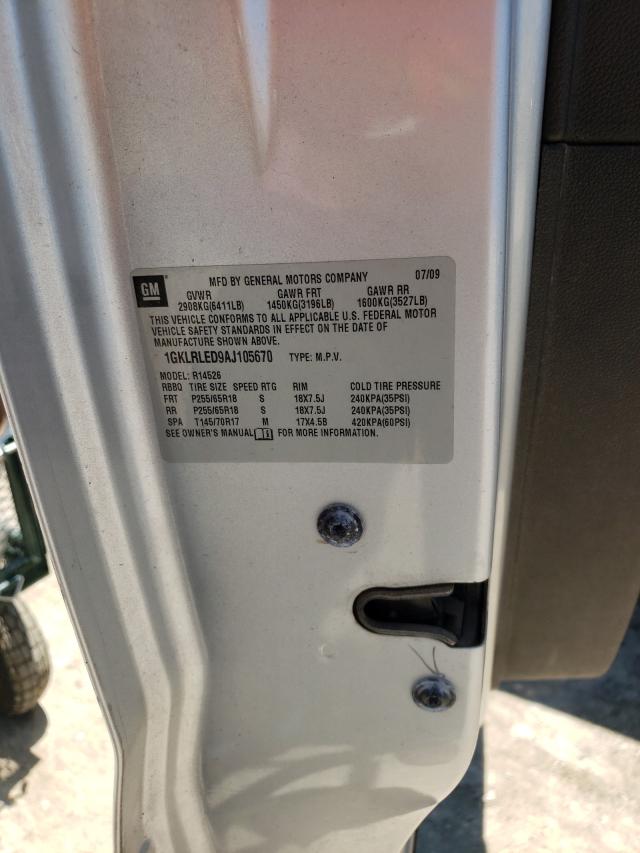 GM
MFD BY GENERAL MOTORS COMPANY 07/09
GVWR GAWR FRT GAWR RR
2908KG(6411LB) 1450KG(3196LB) 1600KG(3527LB)
THIS VEHICLE CONFORMS TO ALL APPLICABLE U.S. FEDERAL MOTOR
VEHICLE SAFETY STANDARDS IN EFFECT ON THE DATE OF
MANUFACTURE SHOWN ABOVE.
1GKLRLED9AJ105670 TYPE: M.P.V.
MODEL: R14526
RBBQ TIRE SIZE SPEED RTG RIM COLD TIRE PRESSURE
FRT P255/65R18 S 18X7.5J 240KPA(35PSI)
RR P255/65R18 S 18X7.5J 240KPA(35PSI)
SPA T145/70R17 M 17X4.5B 420KPA(60PSI)
SEE OWNER'S MANUAL FOR MORE INFORMATION.